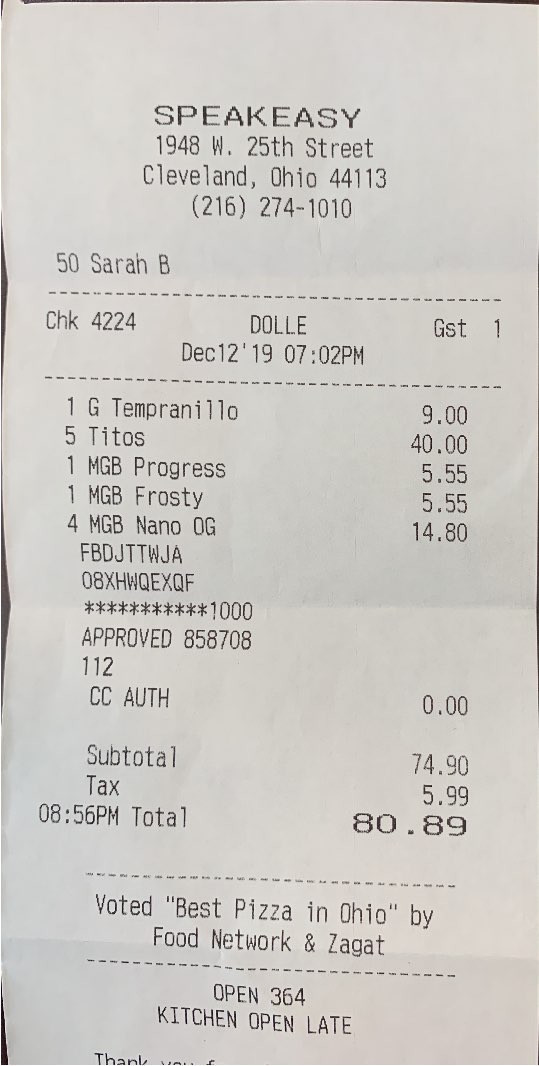 SPEAKEASY
1948 W. 25th Street
Cleveland, Ohio 44113
(216) 274-1010
50 Sarah B
Chk 4224 DOLLE Gst 1
Dec12'19 07:02PM
1 G Tempranillo 9.00
5 Titos 40.00
1 MGB Progress 5.55
1 MGB Frosty 5.55
4 MGB Nano OG 14.80
FBDJTTWJA
08XHWQEXQF
***********1000
APPROVED 858708
112
CC AUTH 0.00
Subtotal 74.90
Tax 5.99
08:56PM Total 80.89
Voted "Best Pizza in Ohio" by
Food Network & Zagat
OPEN 364
KITCHEN OPEN LATE
Thank you